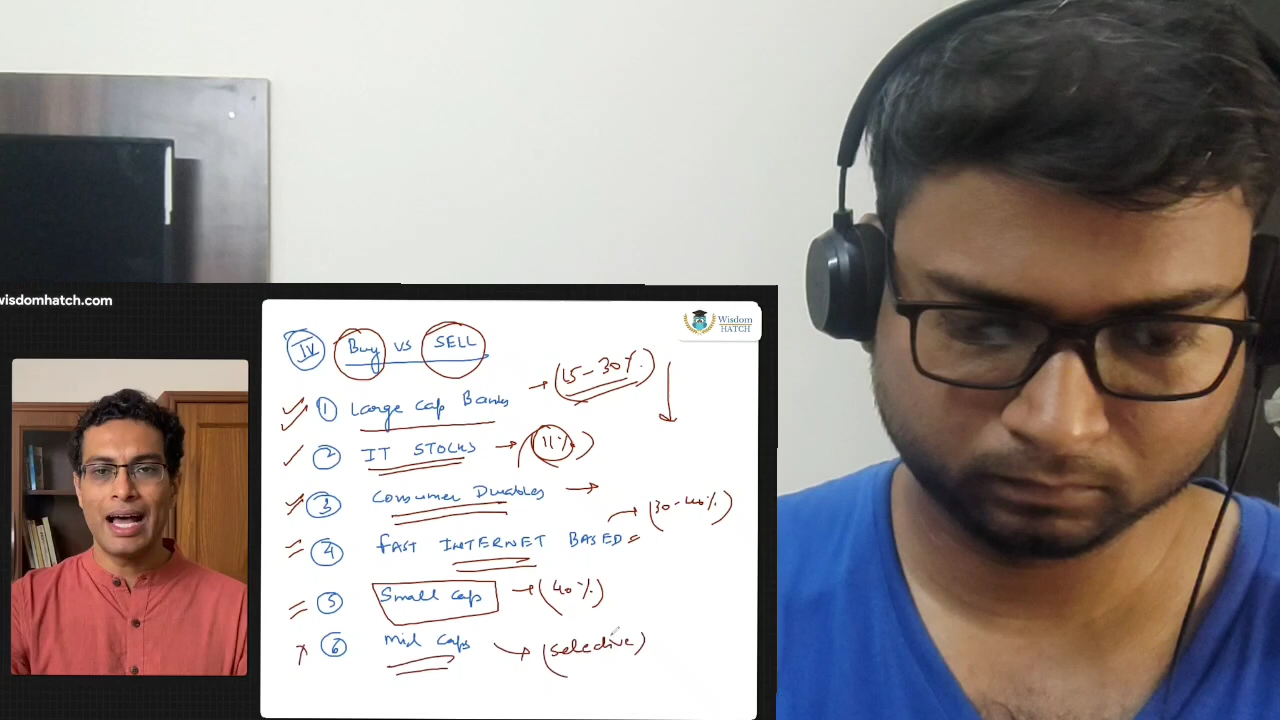 wisdomhatch.com
Wisdom
HATCH
IV Buy vs SELL
1 Large Cap Banks → (15-30%)
2 IT STOCKS → (11%)
3 Consumer Durables →
4 fAST INTERNET BASED → (30-40%)
5 Small Caps → (40%)
6 Mid Caps → (selective)